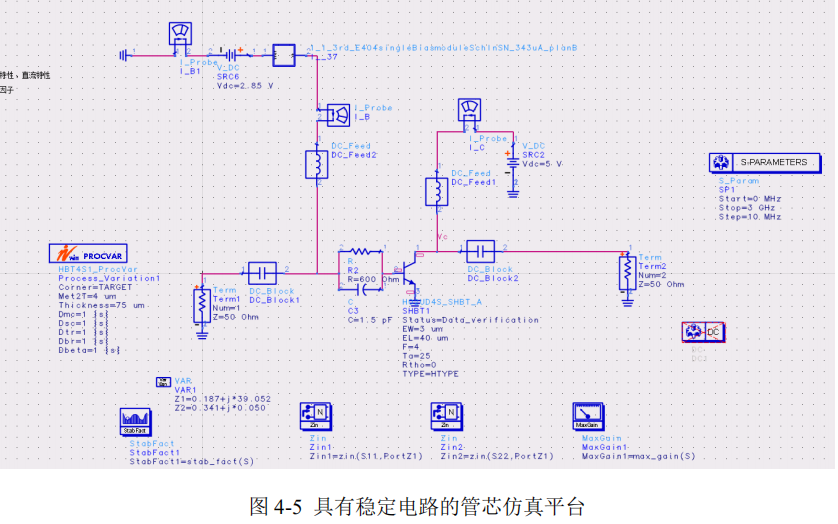 I_Probe
I_B1
V_DC
SRC6
Vdc=2.85 V
1_1_3rd_E404singleBiasmoduleSchinSN_343uA_planB
特性、直流特性
因子
I_Probe
I_B
DC_Feed
DC_Feed2
I_Probe
I_C
V_DC
SRC2
Vdc=5 V
DC_Feed
DC_Feed1
S-PARAMETERS
S_Param
SP1
Start=0 MHz
Stop=3 GHz
Step=10 MHz
Vc
win PROCVAR
HBT4S1_ProcVar
Process_Variation1
Corner=TARGET
Met2T=4 um
Thickness=75 um
Dmc=1 {s}
Dsc=1 {s}
Dtr=1 {s}
Dbr=1 {s}
Dbeta=1 {s}
Term
Term1
Num=1
Z=50 Ohm
DC_Block
DC_Block1
R
R2
R=600 Ohm
C
C3
C=1.5 pF
DC_Block
DC_Block2
SHBT1
Status=Data_verification
EW=3 um
EL=40 um
F=4
Ta=25
Rtho=0
TYPE=HTYPE
Term
Term2
Num=2
Z=50 Ohm
DC
DC
DC1
VAR
VAR1
Z1=0.187+j*39.052
Z2=0.341+j*0.050
StabFact
StabFact
StabFact1
StabFact1=stab_fact(S)
N
Zin
Zin
Zin1
Zin1=zin(S11,PortZ1)
N
Zin
Zin
Zin2
Zin2=zin(S22,PortZ1)
MaxGain
MaxGain
MaxGain1
MaxGain1=max_gain(S)
图 4-5 具有稳定电路的管芯仿真平台